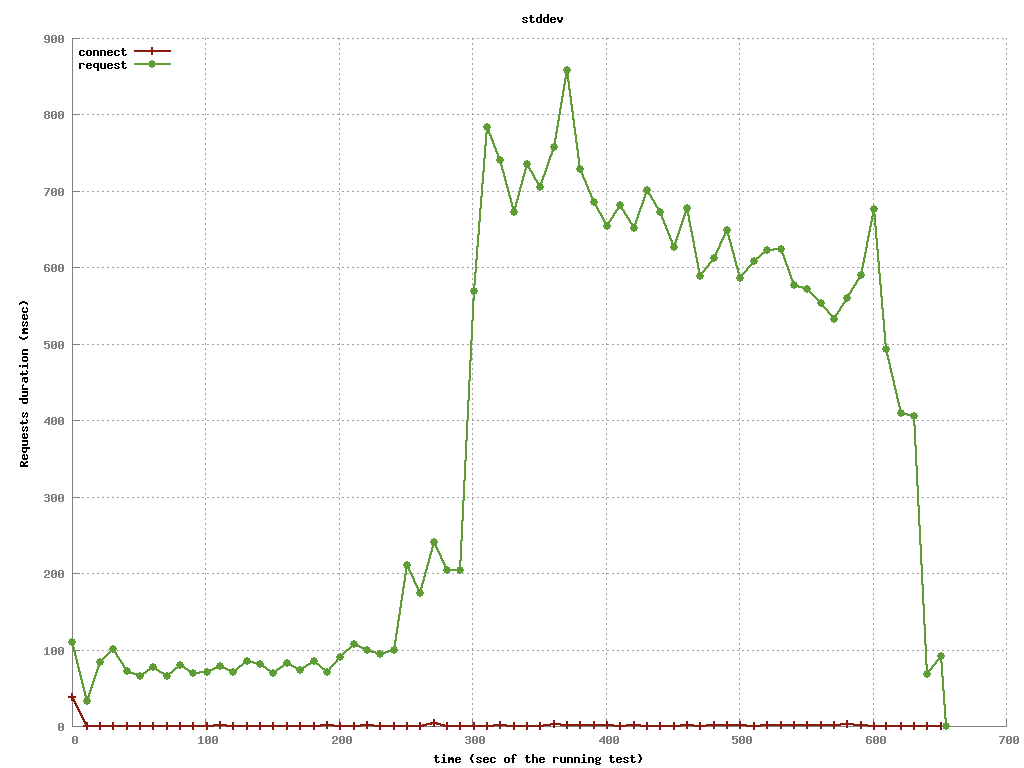 stddev
900
connect
request
800
700
600
500
400
300
200
100
0
Requests duration (msec)
0 100 200 300 400 500 600 700
time (sec of the running test)